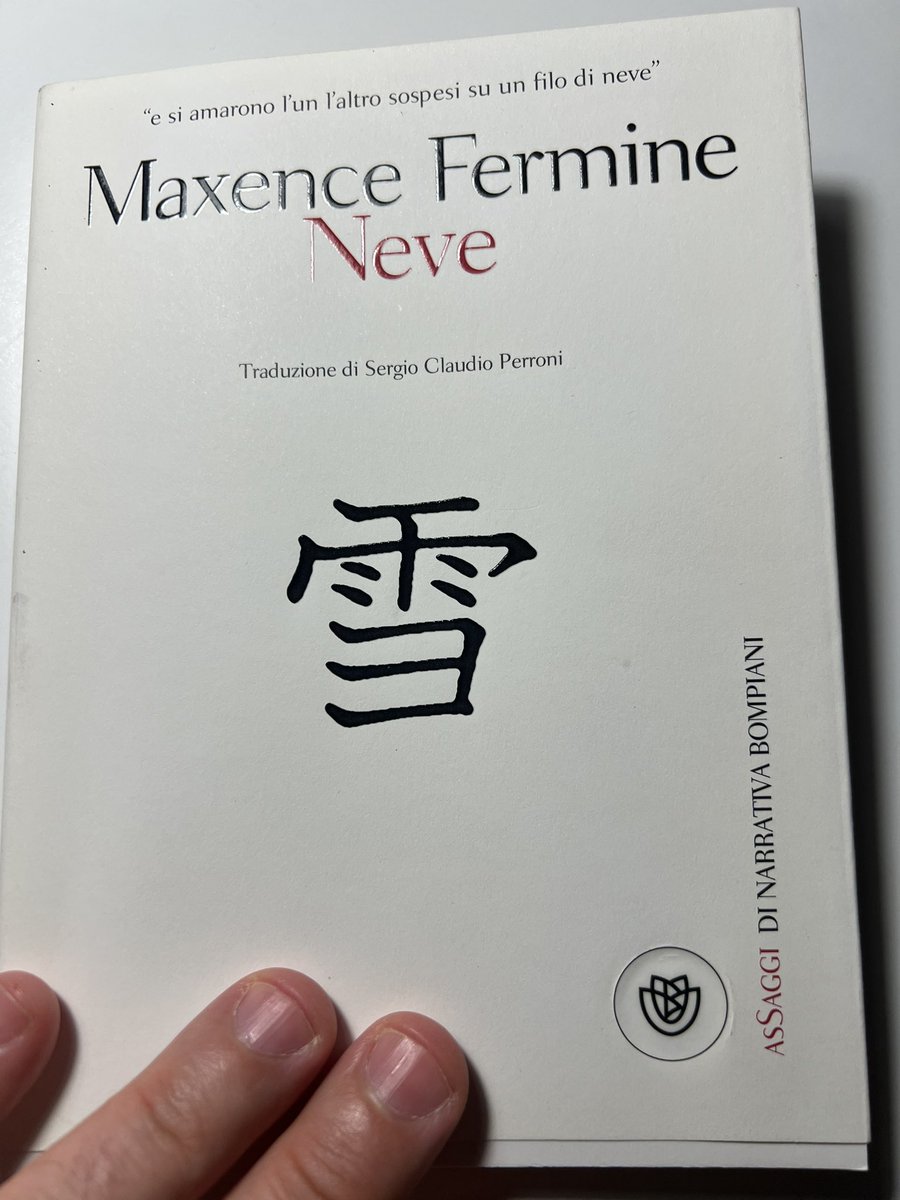 “e si amarono l’un l’altro sospesi su un filo di neve”
Maxence Fermine
Neve
Traduzione di Sergio Claudio Perroni
雪
ASSAGGI DI NARRATIVA BOMPIANI